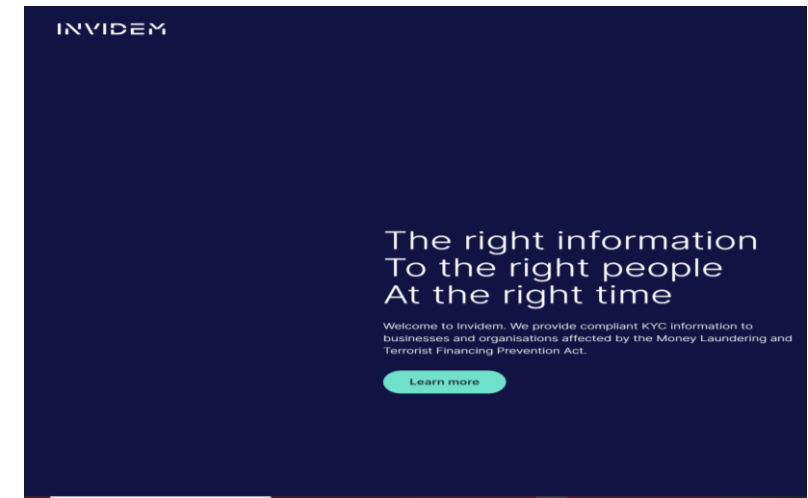 INVIDEM
The right information
To the right people
At the right time
Welcome to Invidem. We provide compliant KYC information to
businesses and organisations affected by the Money Laundering and
Terrorist Financing Prevention Act.
Learn more